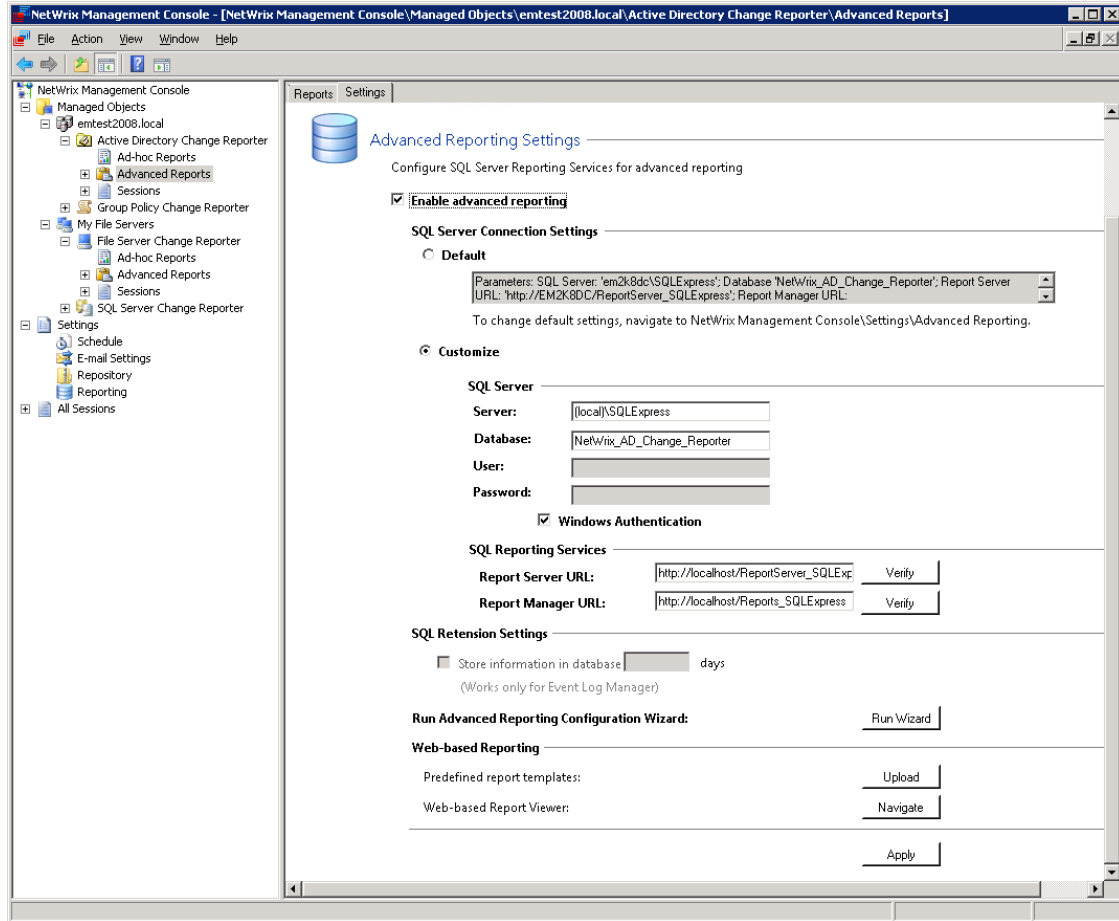 NetWrix Management Console - [NetWrix Management Console\Managed Objects\emtest2008.local\Active Directory Change Reporter\Advanced Reports]
File Action View Window Help
NetWrix Management Console
Managed Objects
emtest2008.local
Active Directory Change Reporter
Ad-hoc Reports
Advanced Reports
Sessions
Group Policy Change Reporter
My File Servers
File Server Change Reporter
Ad-hoc Reports
Advanced Reports
Sessions
SQL Server Change Reporter
Settings
Schedule
E-mail Settings
Repository
Reporting
All Sessions
Reports Settings
Advanced Reporting Settings
Configure SQL Server Reporting Services for advanced reporting
Enable advanced reporting
SQL Server Connection Settings
Default
Parameters: SQL Server: 'em2k8dc\SQLExpress'; Database 'NetWrix_AD_Change_Reporter'; Report Server
URL: 'http://EM2K8DC/ReportServer_SQLExpress'; Report Manager URL:
To change default settings, navigate to NetWrix Management Console\Settings\Advanced Reporting.
Customize
SQL Server
Server: (local)\SQLExpress
Database: NetWrix_AD_Change_Reporter
User:
Password:
Windows Authentication
SQL Reporting Services
Report Server URL: http://localhost/ReportServer_SQLExp Verify
Report Manager URL: http://localhost/Reports_SQLExpress Verify
SQL Retension Settings
Store information in database days
(Works only for Event Log Manager)
Run Advanced Reporting Configuration Wizard: Run Wizard
Web-based Reporting
Predefined report templates: Upload
Web-based Report Viewer: Navigate
Apply